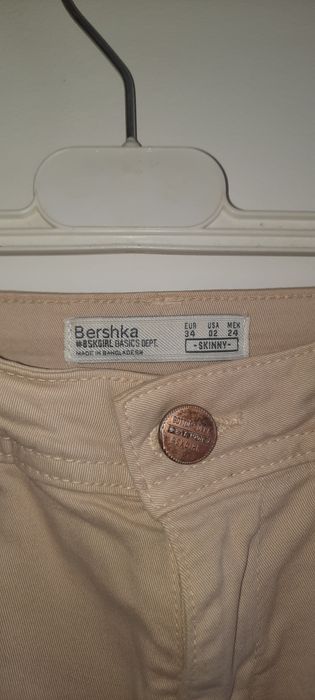 Bershka
#BSKGIRL BASICS DEPT.
MADE IN BANGLADESH
EUR USA MEX
34 02 24
-SKINNY-